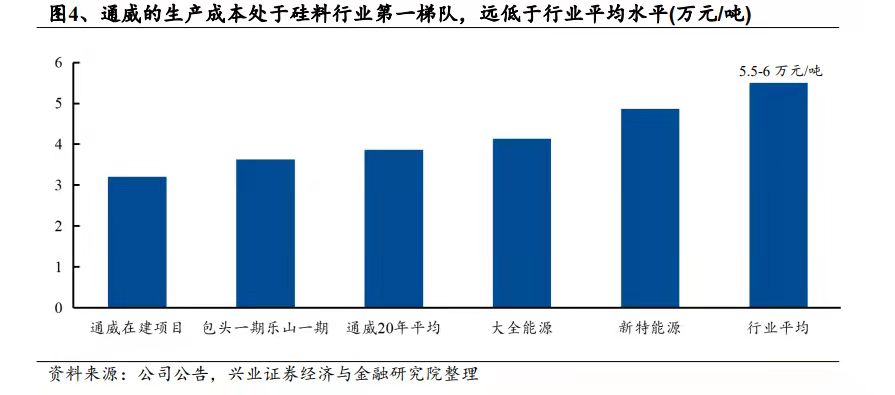 图4、通威的生产成本处于硅料行业第一梯队，远低于行业平均水平(万元/吨)
5.5-6 万元/吨
6
5
4
3
2
1
0
通威在建项目 包头一期乐山一期 通威20年平均 大全能源 新特能源 行业平均
资料来源：公司公告，兴业证券经济与金融研究院整理